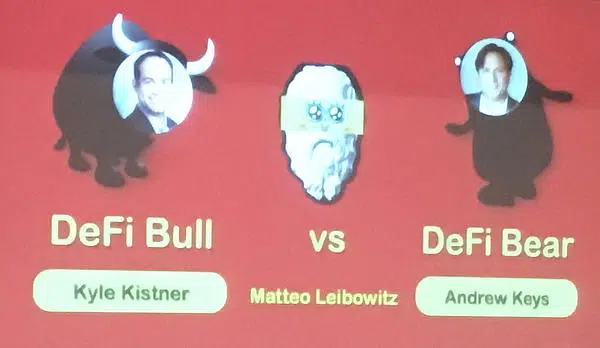 DeFi Bull
vs
DeFi Bear
Kyle Kistner
Matteo Leibowitz
Andrew Keys